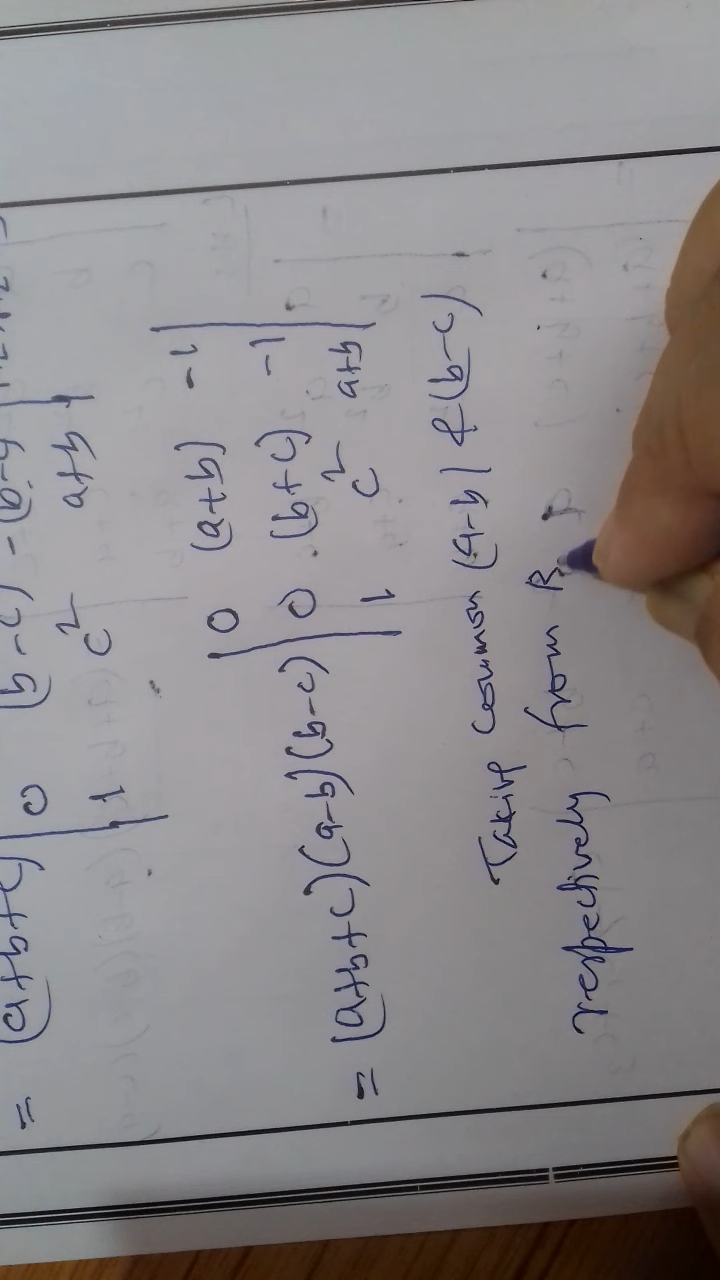 = (a+b+c) | 0 (b-c) -(b-c) |
1 c² a+b
0 (a+b) -1
= (a+b+c)(a-b)(b-c) | 0 (b+c) -1 |
1 c² a+b
Taking common (a-b) & (b-c)
respectively from R